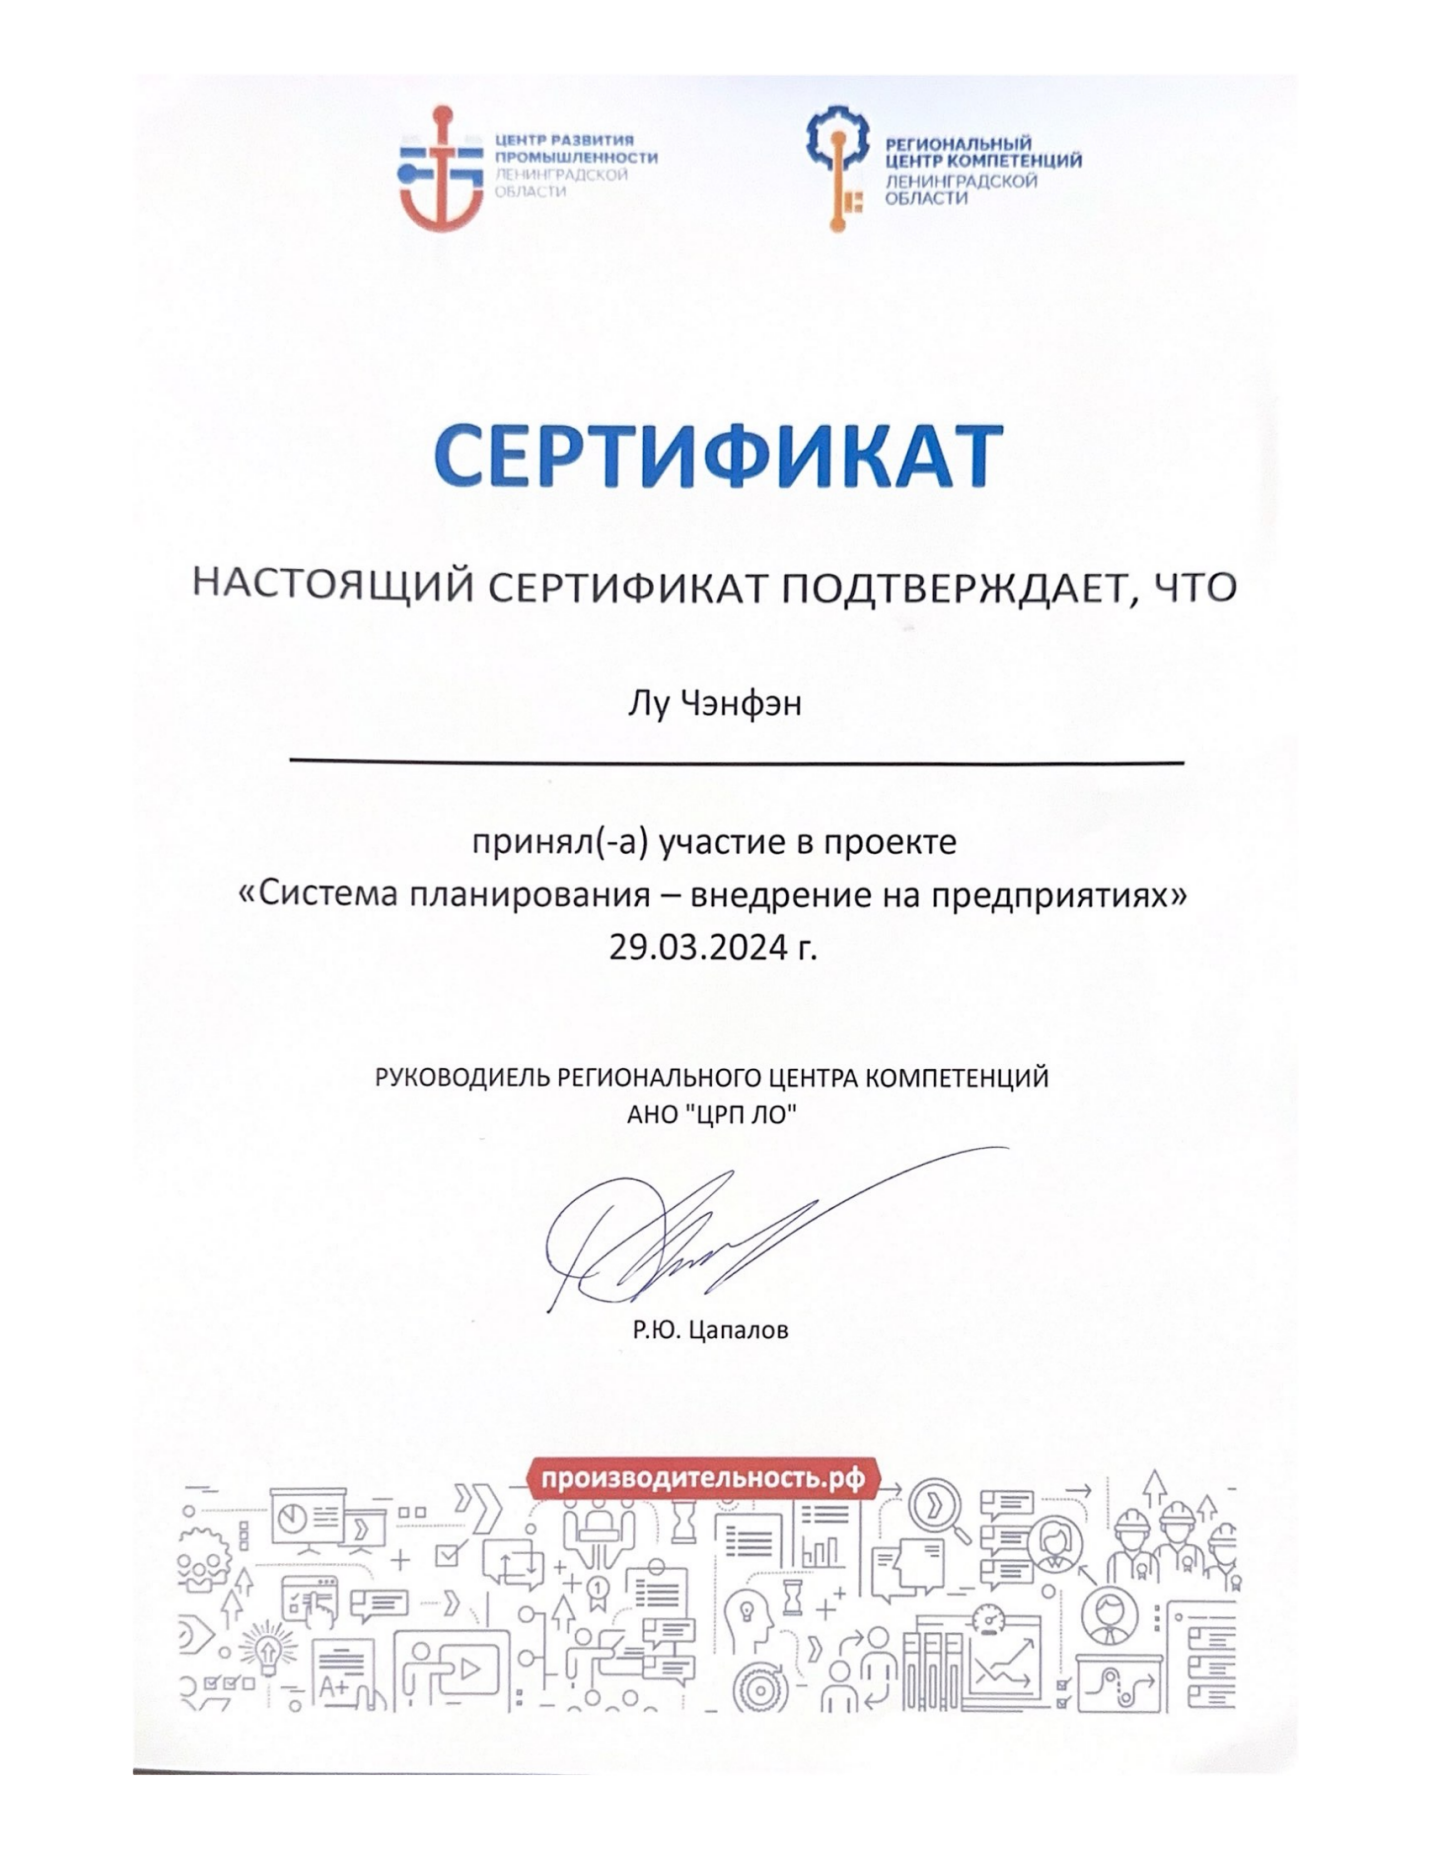 ЦЕНТР РАЗВИТИЯ
ПРОМЫШЛЕННОСТИ
ЛЕНИНГРАДСКОЙ
ОБЛАСТИ
РЕГИОНАЛЬНЫЙ
ЦЕНТР КОМПЕТЕНЦИЙ
ЛЕНИНГРАДСКОЙ
ОБЛАСТИ
СЕРТИФИКАТ
НАСТОЯЩИЙ СЕРТИФИКАТ ПОДТВЕРЖДАЕТ, ЧТО
Лу Чэнфэн
принял(-а) участие в проекте
«Система планирования – внедрение на предприятиях»
29.03.2024 г.
РУКОВОДИЕЛЬ РЕГИОНАЛЬНОГО ЦЕНТРА КОМПЕТЕНЦИЙ
АНО "ЦРП ЛО"
Р.Ю. Цапалов
производительность.рф
1
A+